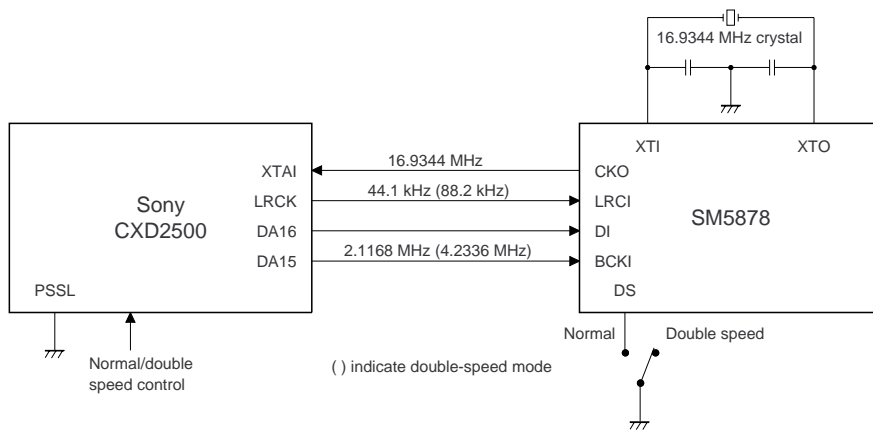 16.9344 MHz crystal
XTI
XTO
XTAI
16.9344 MHz
CKO
Sony
CXD2500
LRCK
44.1 kHz (88.2 kHz)
LRCI
SM5878
DA16
DI
DA15
2.1168 MHz (4.2336 MHz)
BCKI
PSSL
DS
Normal
Double speed
Normal/double
speed control
( ) indicate double-speed mode